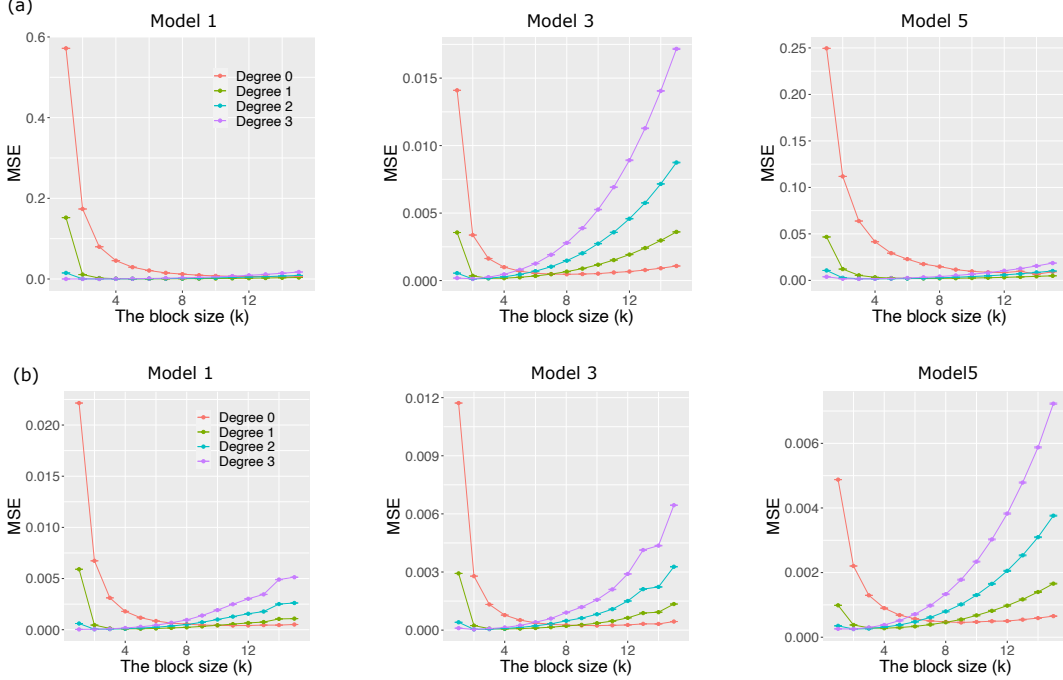 (a)
Model 1
Model 3
Model 5
0.6
0.4
0.2
0.0
MSE
Degree 0
Degree 1
Degree 2
Degree 3
4
8
12
The block size (k)
0.015
0.010
0.005
0.000
MSE
4
8
12
The block size (k)
0.25
0.20
0.15
0.10
0.05
0.00
MSE
4
8
12
The block size (k)
(b)
Model 1
Model 3
Model5
0.020
0.015
0.010
0.005
0.000
MSE
Degree 0
Degree 1
Degree 2
Degree 3
4
8
12
The block size (k)
0.012
0.009
0.006
0.003
0.000
MSE
4
8
12
The block size (k)
0.006
0.004
0.002
0.000
MSE
4
8
12
The block size (k)